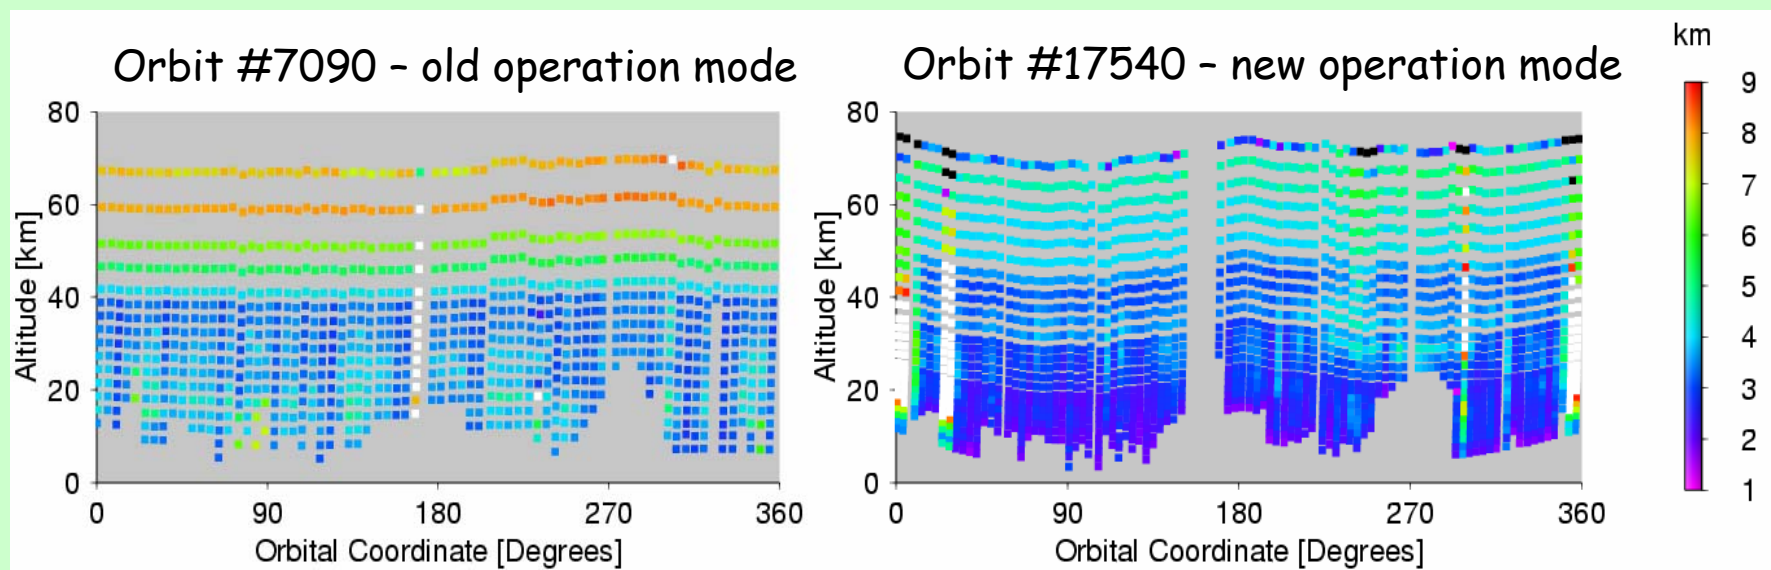 Orbit #7090 – old operation mode
80
60
40
20
0
Altitude [km]
0 90 180 270 360
Orbital Coordinate [Degrees]
Orbit #17540 – new operation mode
80
60
40
20
0
Altitude [km]
0 90 180 270 360
Orbital Coordinate [Degrees]
km
9
8
7
6
5
4
3
2
1